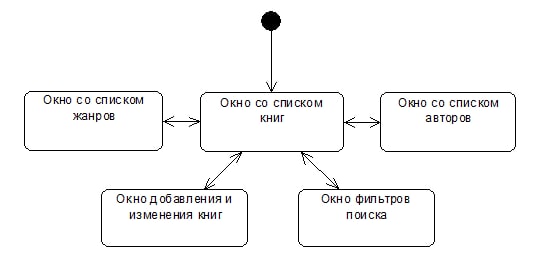 Окно со списком
жанров
Окно со списком
книг
Окно со списком
авторов
Окно добавления и
изменения книг
Окно фильтров
поиска